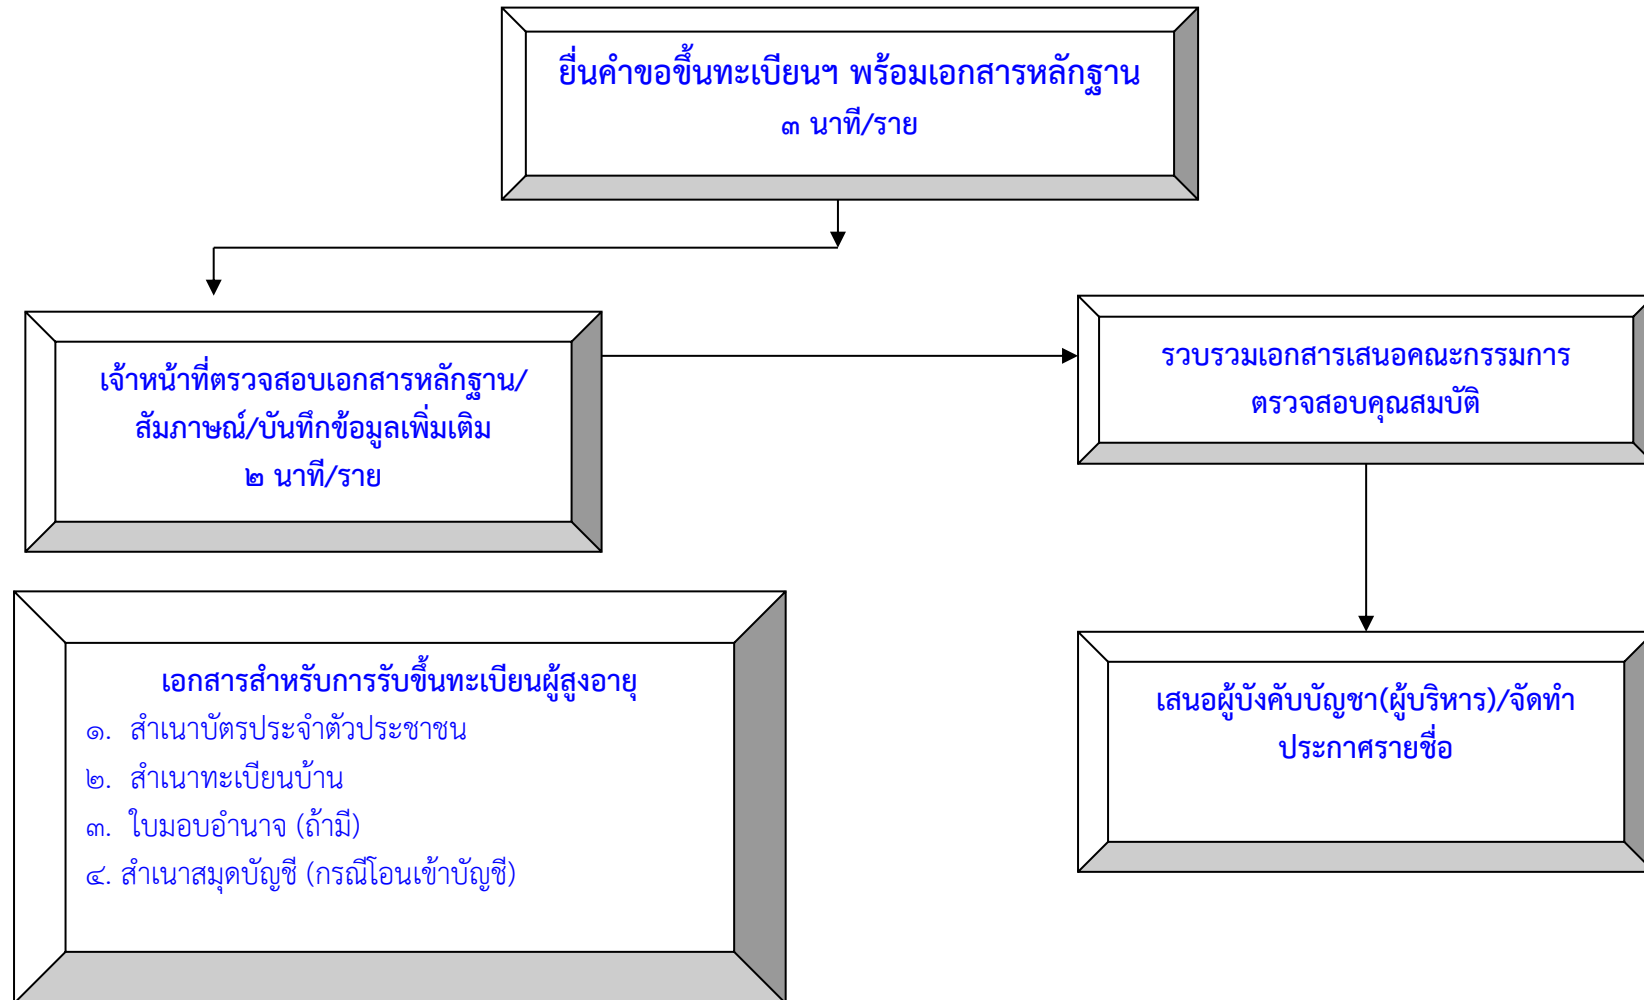 ยื่นคำขอขึ้นทะเบียนฯ พร้อมเอกสารหลักฐาน
๓ นาที/ราย
เจ้าหน้าที่ตรวจสอบเอกสารหลักฐาน/
สัมภาษณ์/บันทึกข้อมูลเพิ่มเติม
๒ นาที/ราย
รวบรวมเอกสารเสนอคณะกรรมการ
ตรวจสอบคุณสมบัติ
เสนอผู้บังคับบัญชา(ผู้บริหาร)/จัดทำ
ประกาศรายชื่อ
เอกสารสำหรับการรับขึ้นทะเบียนผู้สูงอายุ
๑. สำเนาบัตรประจำตัวประชาชน
๒. สำเนาทะเบียนบ้าน
๓. ใบมอบอำนาจ (ถ้ามี)
๔. สำเนาสมุดบัญชี (กรณีโอนเข้าบัญชี)